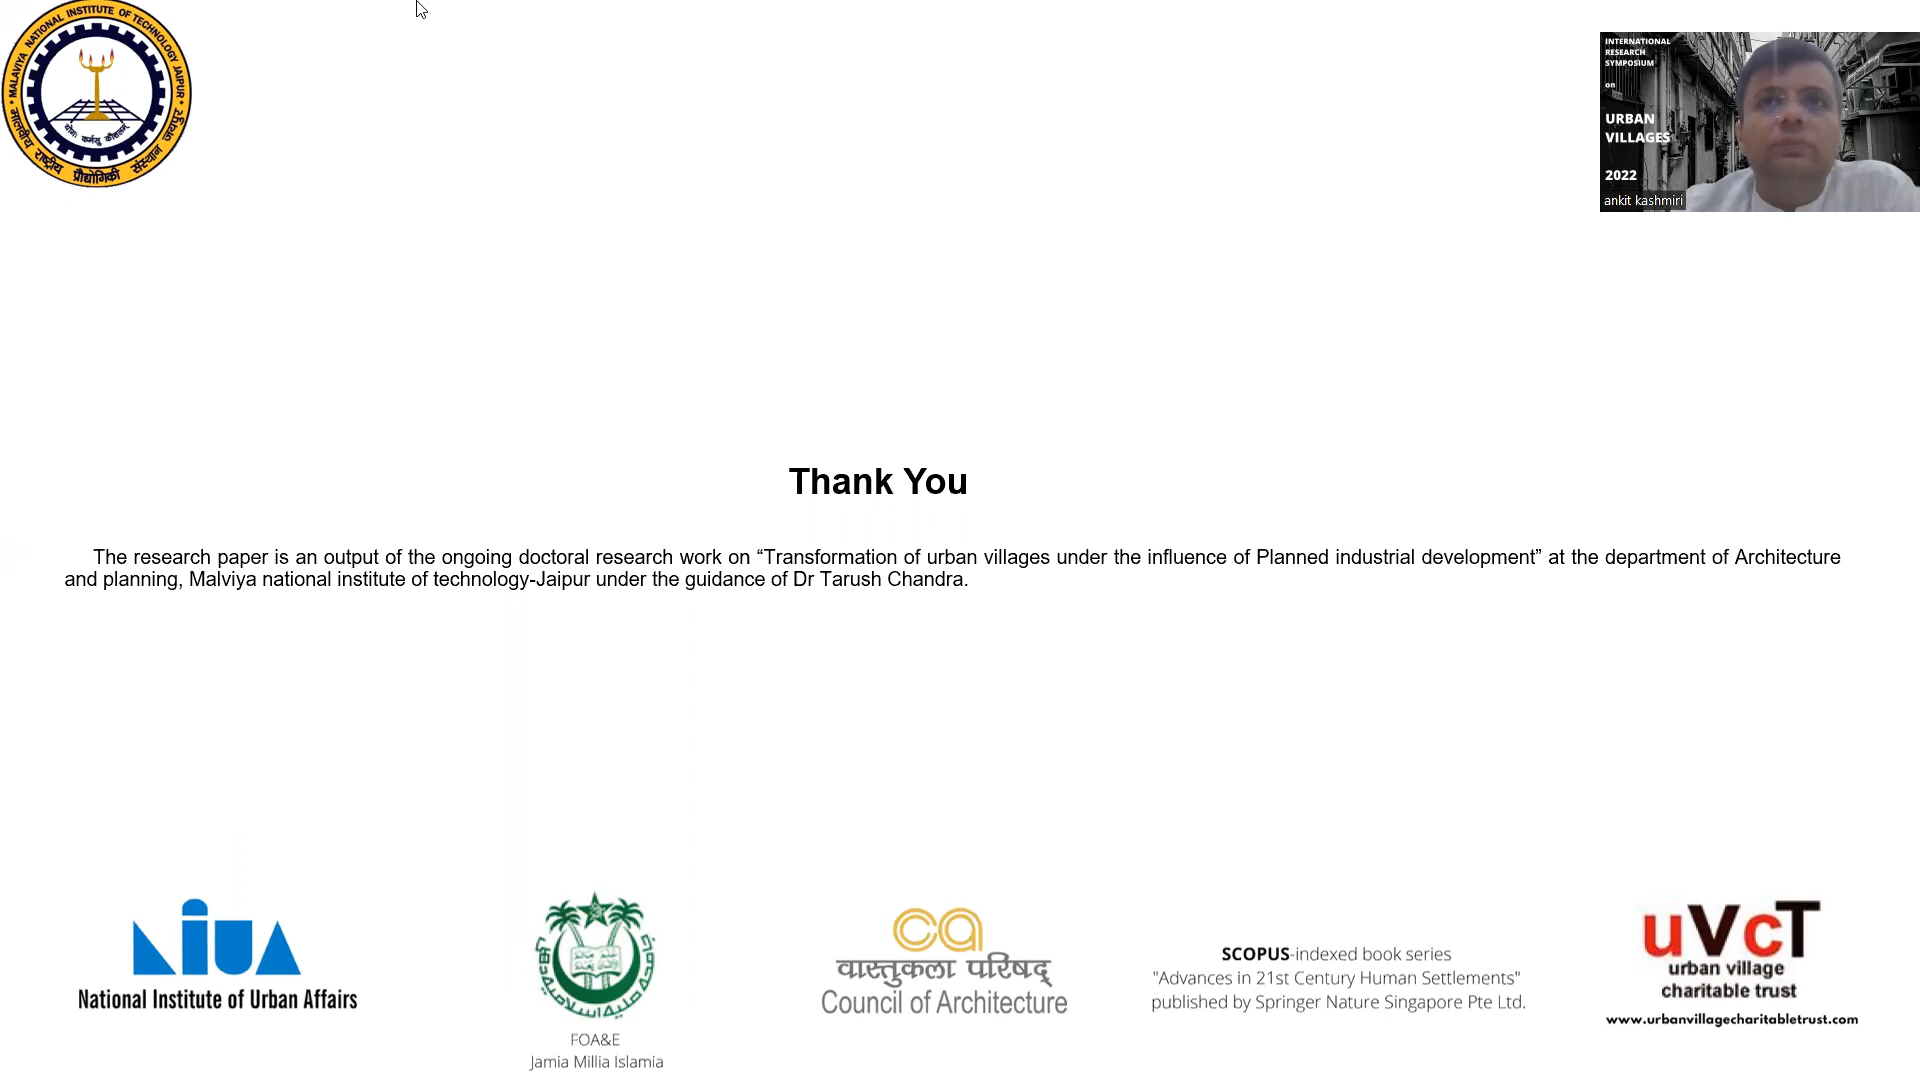 MALAVIYA NATIONAL INSTITUTE OF TECHNOLOGY JAIPUR
मालवीय राष्ट्रीय प्रौद्योगिकी संस्थान जयपुर
योगः कर्मसु कौशलम्
INTERNATIONAL
RESEARCH
SYMPOSIUM
on
URBAN
VILLAGES
2022
ankit kashmiri
Thank You
The research paper is an output of the ongoing doctoral research work on “Transformation of urban villages under the influence of Planned industrial development” at the department of Architecture
and planning, Malviya national institute of technology-Jaipur under the guidance of Dr Tarush Chandra.
NIUA
National Institute of Urban Affairs
FOA&E
Jamia Millia Islamia
ca
वास्तुकला परिषद्
Council of Architecture
SCOPUS-indexed book series
"Advances in 21st Century Human Settlements"
published by Springer Nature Singapore Pte Ltd.
uVcT
urban village
charitable trust
www.urbanvillagecharitabletrust.com